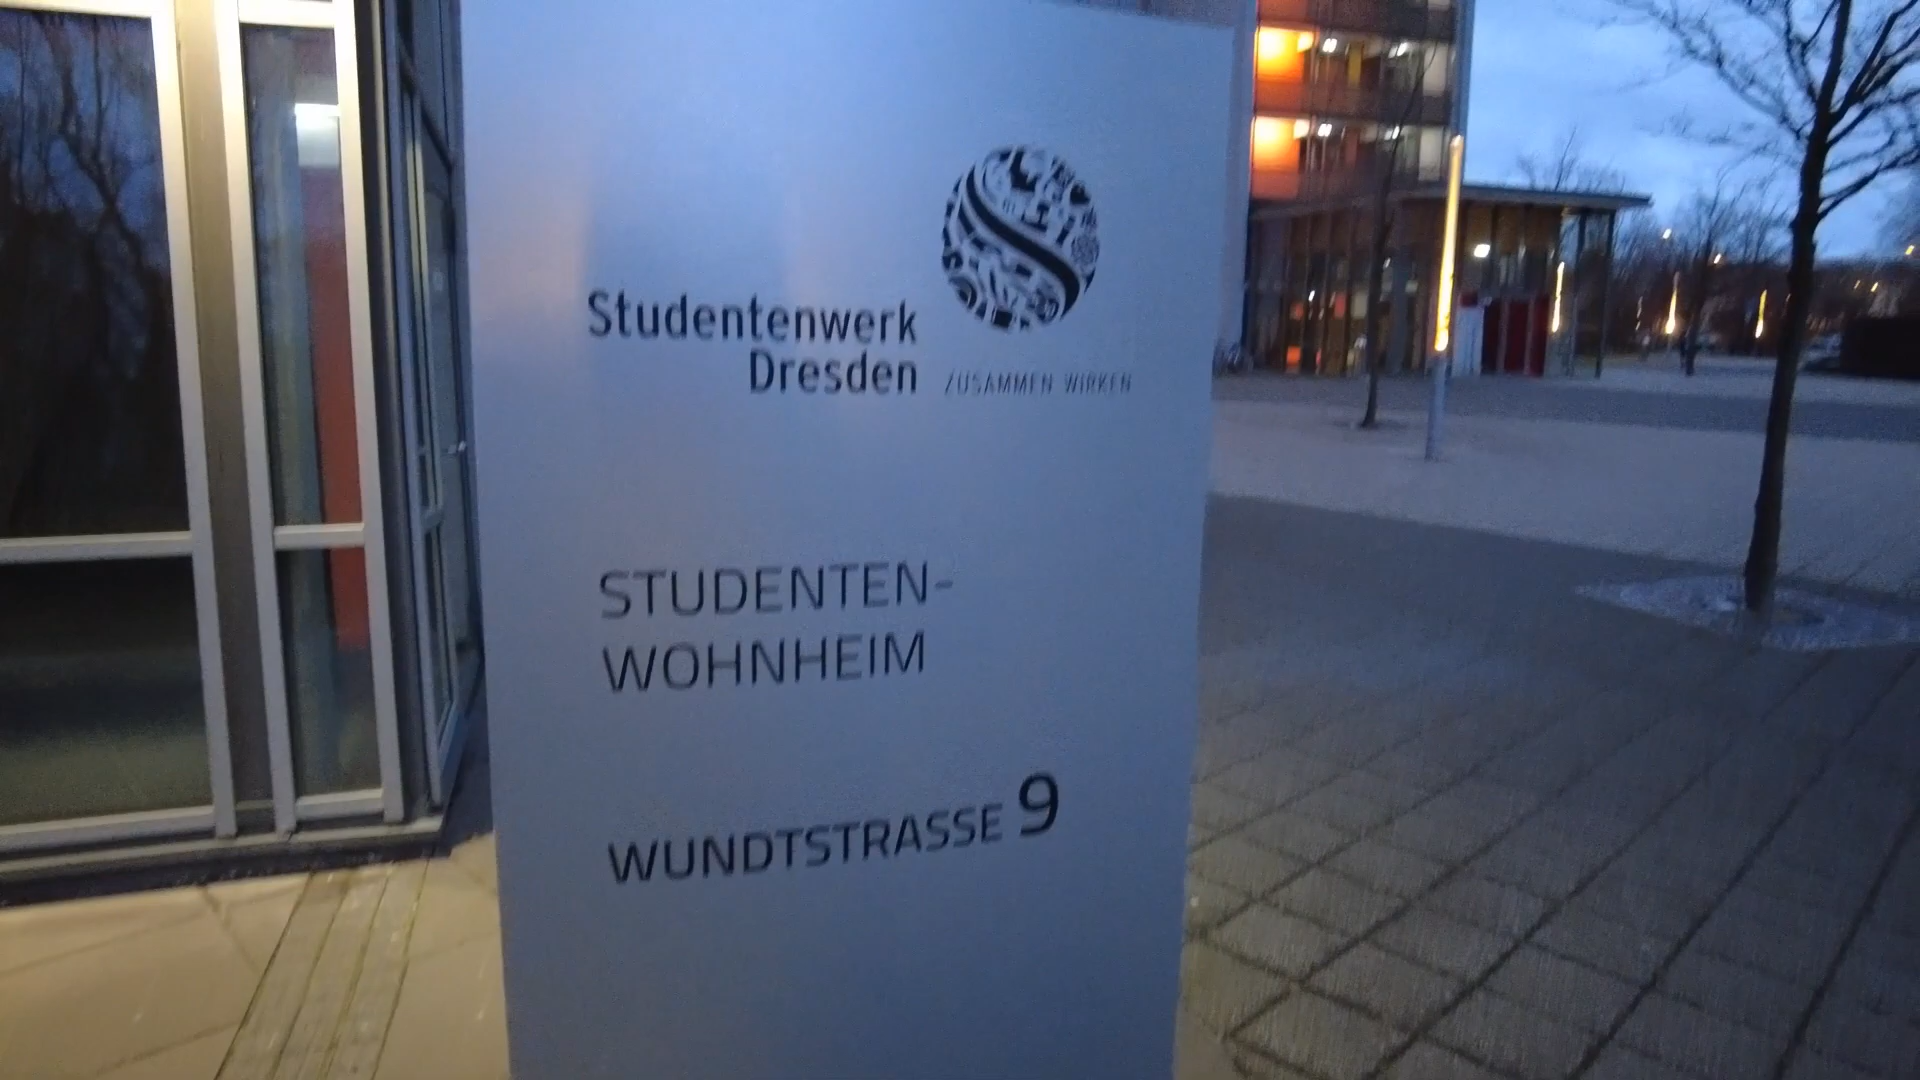 Studentenwerk
Dresden
ZUSAMMEN WIRKEN
STUDENTEN-
WOHNHEIM
WUNDTSTRASSE 9